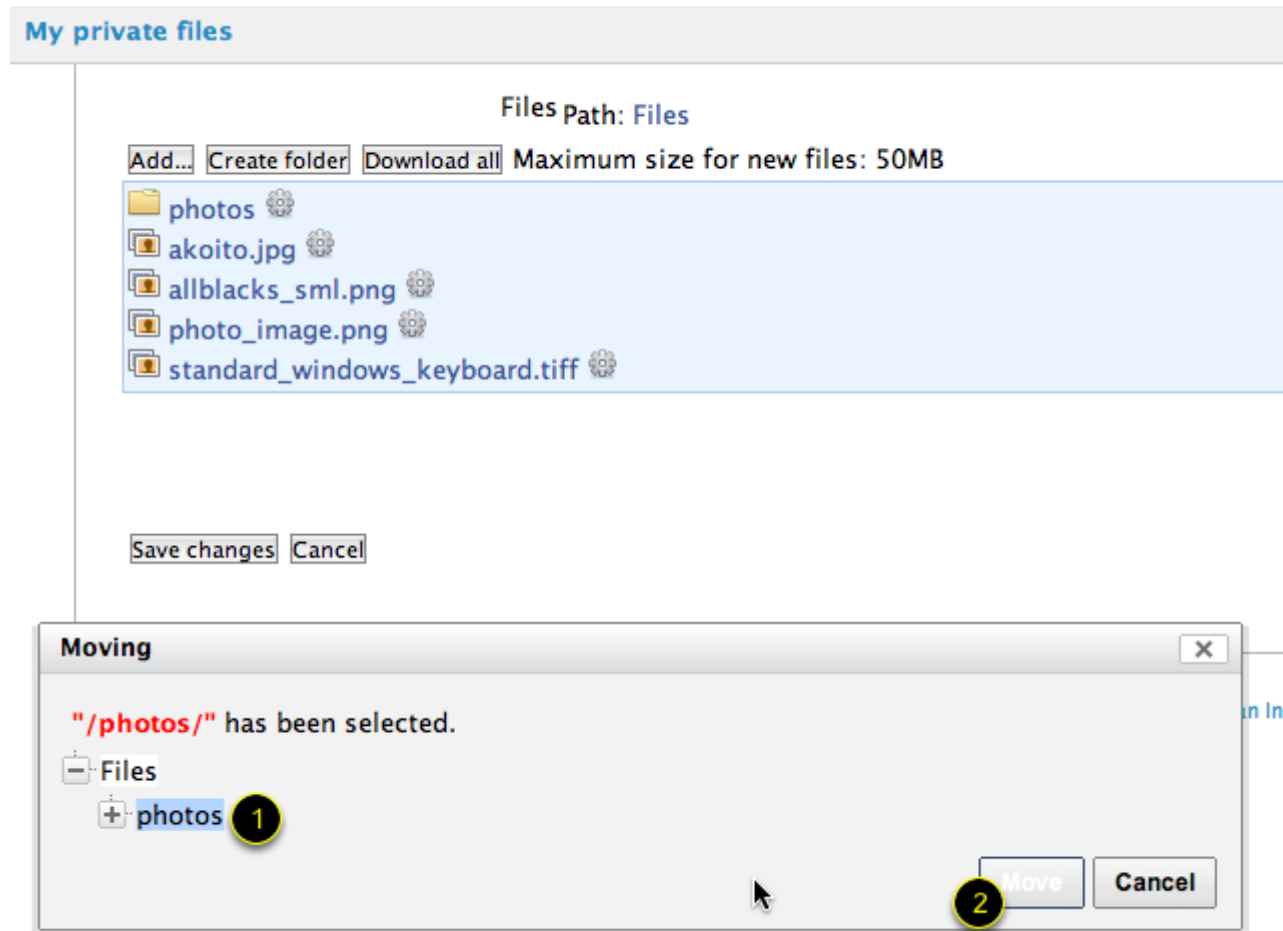 My private files
Files Path: Files
Add... Create folder Download all Maximum size for new files: 50MB
photos
akoito.jpg
allblacks_sml.png
photo_image.png
standard_windows_keyboard.tiff
Save changes Cancel
Moving
"/photos/" has been selected.
an In
Files
photos 1
2 Move Cancel